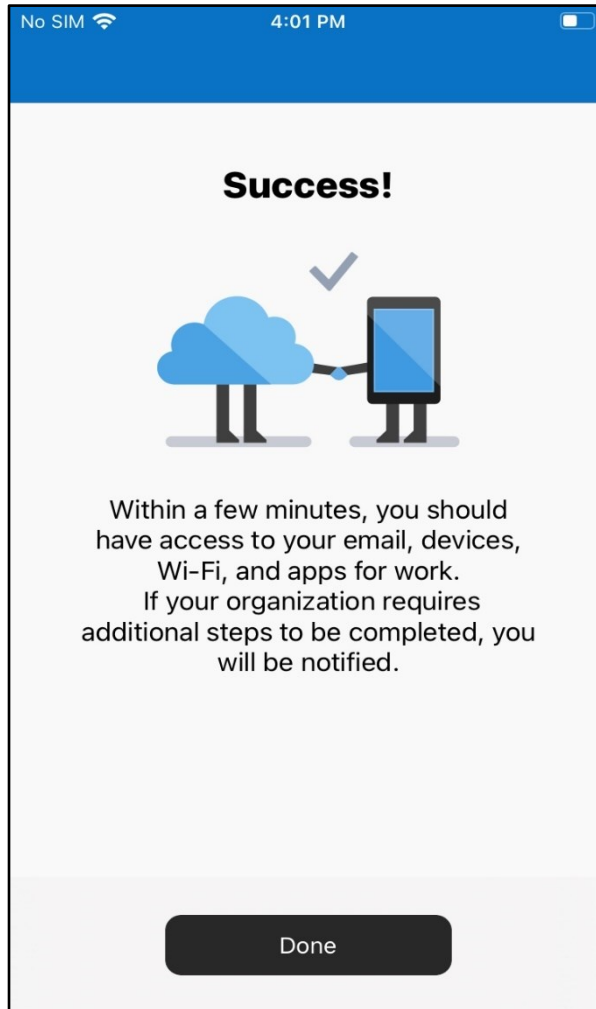 No SIM 4:01 PM
Success!
Within a few minutes, you should
have access to your email, devices,
Wi-Fi, and apps for work.
If your organization requires
additional steps to be completed, you
will be notified.
Done